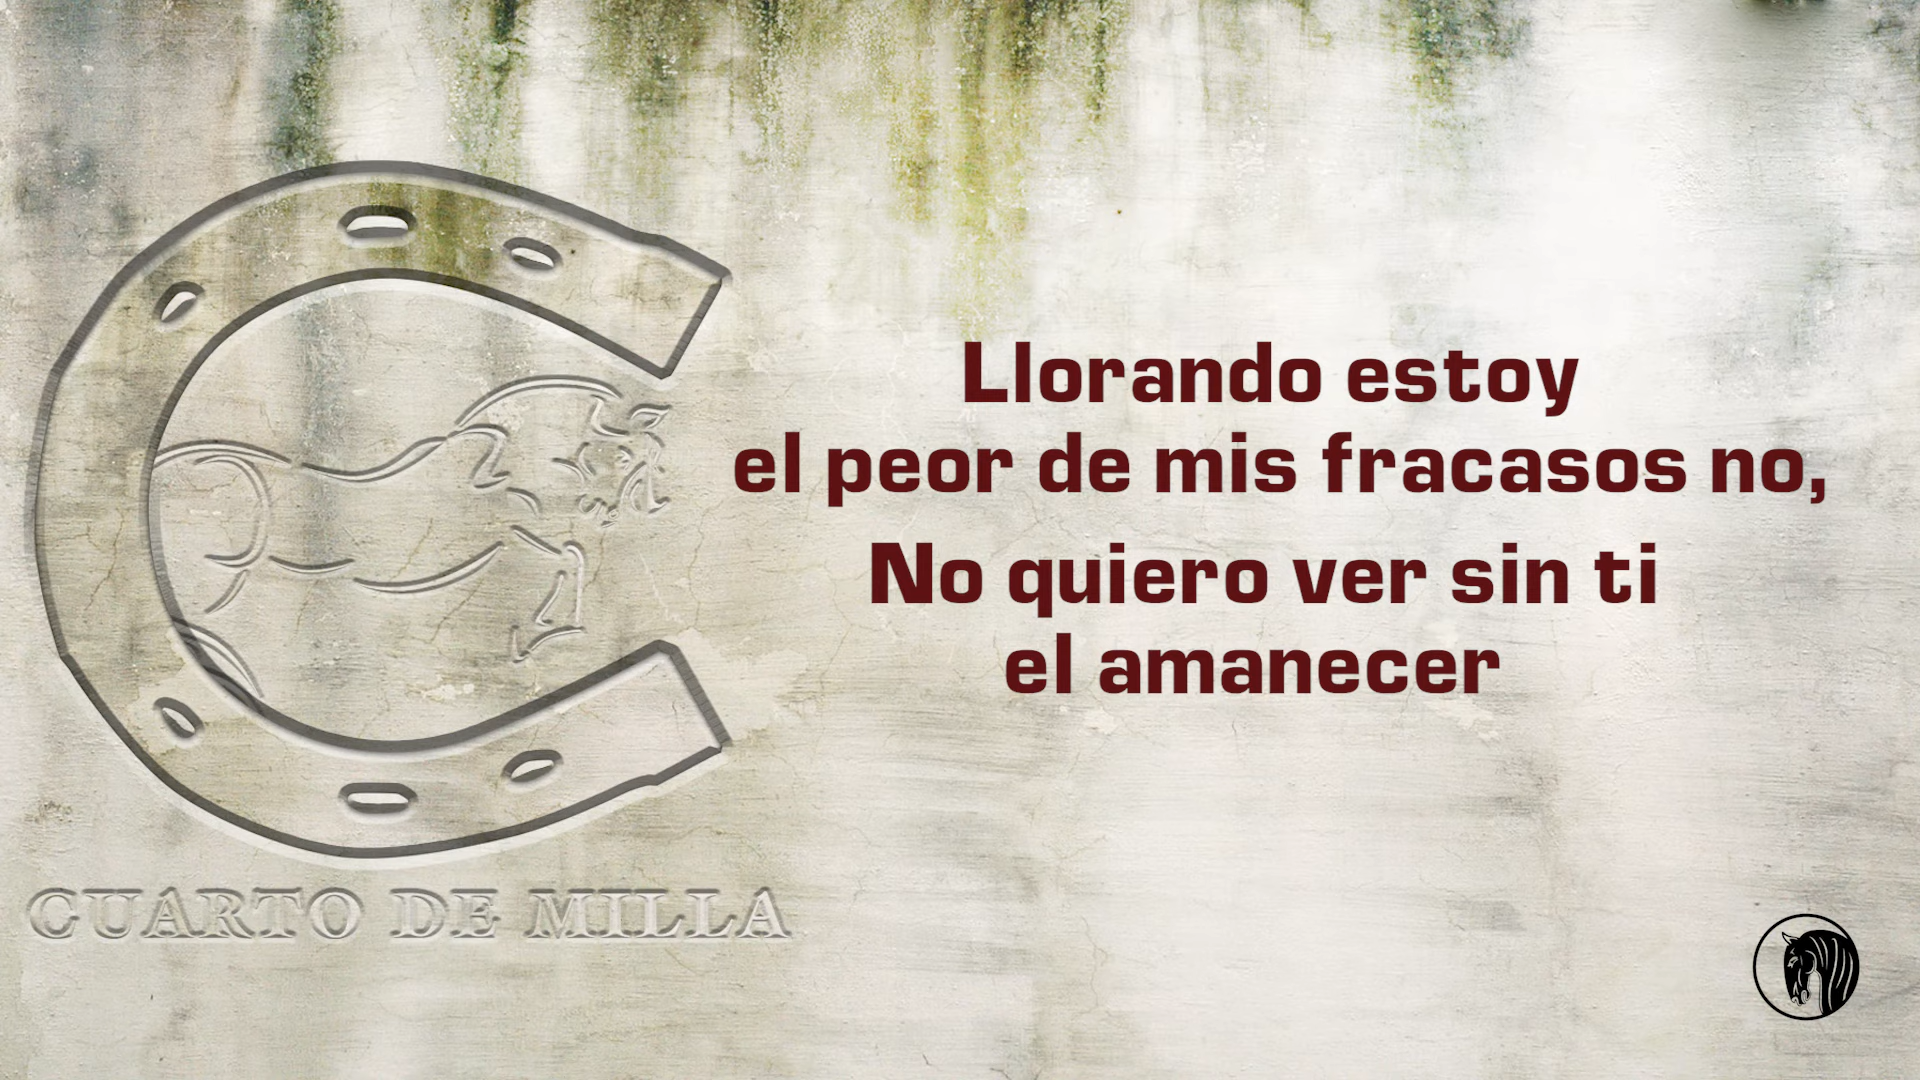 Llorando estoy
el peor de mis fracasos no,
No quiero ver sin ti
el amanecer
CUARTO DE MILLA